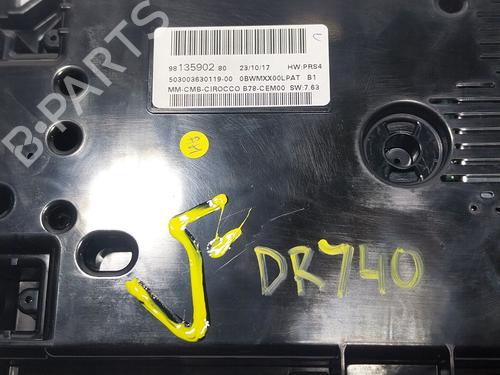 98 135902 80 23/10/17 HW:PRS4
503003630119-00 0BWMXX00LPAT B1
MM-CMB-CIROCCO B78-CEM00 SW:7.63
B-PARTS
DR740